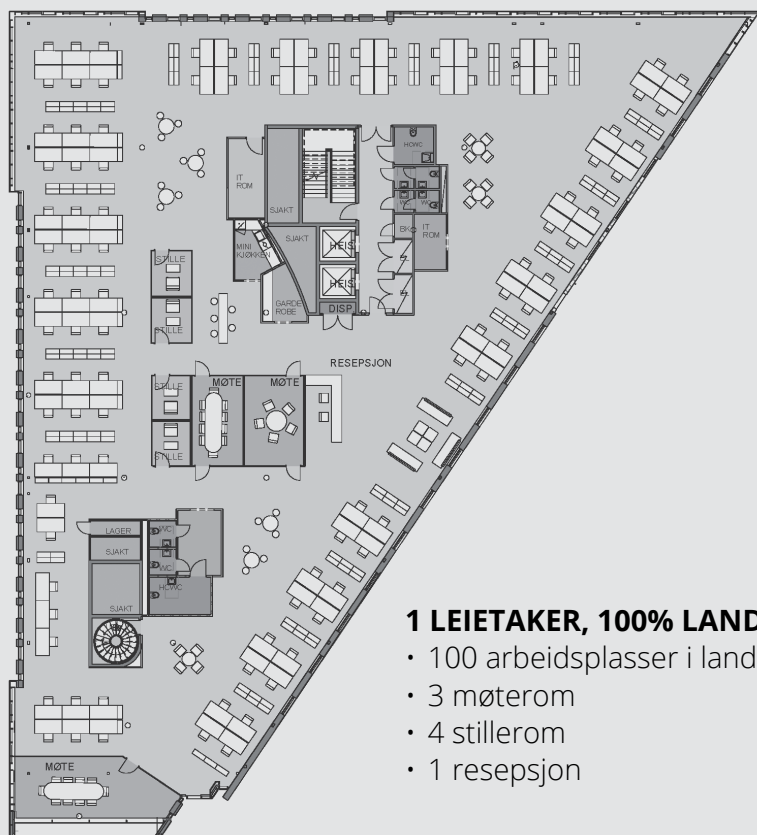 HCWC
IT
ROM
SJAKT
WC
WC
BK
IT
ROM
MINI
KJØKKEN
SJAKT
HEIS
STILLE
HEIS
GARDE
ROBE
DISP
STILLE
RESEPSJON
STILLE
MØTE
MØTE
STILLE
LAGER
WC
SJAKT
WC
HCWC
SJAKT
1 LEIETAKER, 100% LAND
• 100 arbeidsplasser i land
• 3 møterom
• 4 stillerom
• 1 resepsjon
MØTE